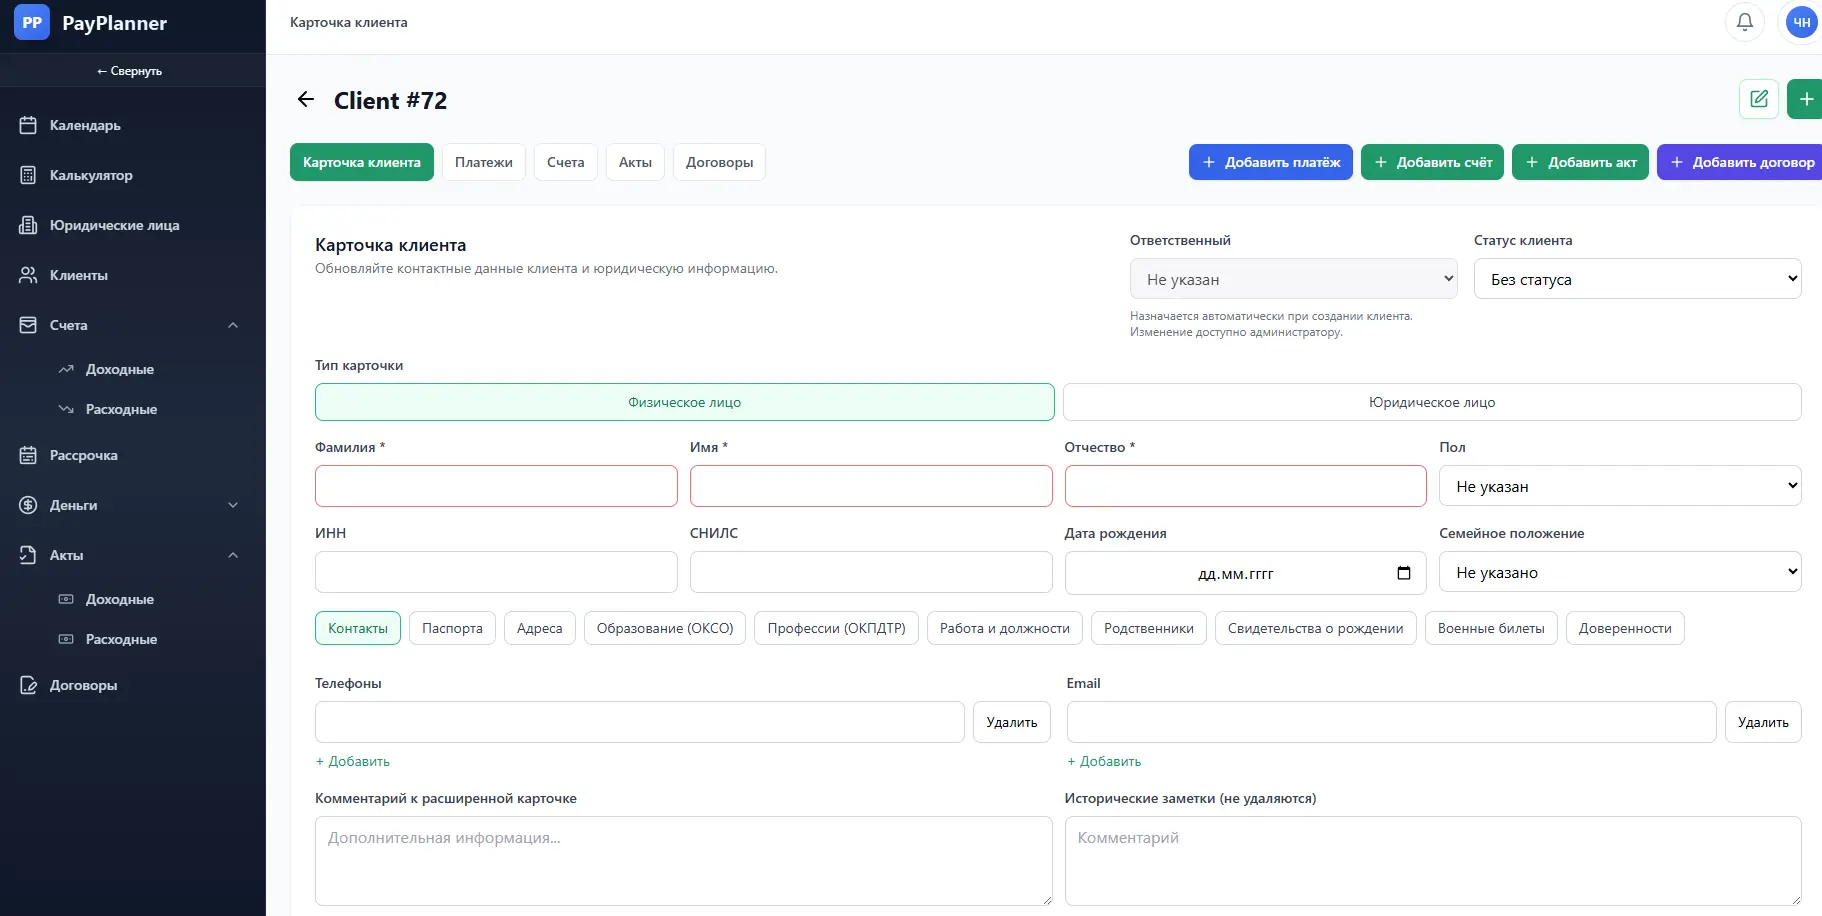 PP PayPlanner
← Свернуть
Календарь
Калькулятор
Юридические лица
Клиенты
Счета
Доходные
Расходные
Рассрочка
Деньги
Акты
Доходные
Расходные
Договоры
Карточка клиента
ЧН
Client #72
Карточка клиента Платежи Счета Акты Договоры
+ Добавить платёж + Добавить счёт + Добавить акт + Добавить договор
Карточка клиента
Обновляйте контактные данные клиента и юридическую информацию.
Ответственный
Не указан
Назначается автоматически при создании клиента.
Изменение доступно администратору.
Статус клиента
Без статуса
Тип карточки
Физическое лицо Юридическое лицо
Фамилия * Имя * Отчество * Пол
Не указан
ИНН СНИЛС Дата рождения Семейное положение
дд.мм.гггг Не указано
Контакты Паспорта Адреса Образование (ОКСО) Профессии (ОКПДТР) Работа и должности Родственники Свидетельства о рождении Военные билеты Доверенности
Телефоны Email
Удалить Удалить
+ Добавить + Добавить
Комментарий к расширенной карточке Исторические заметки (не удаляются)
Дополнительная информация... Комментарий